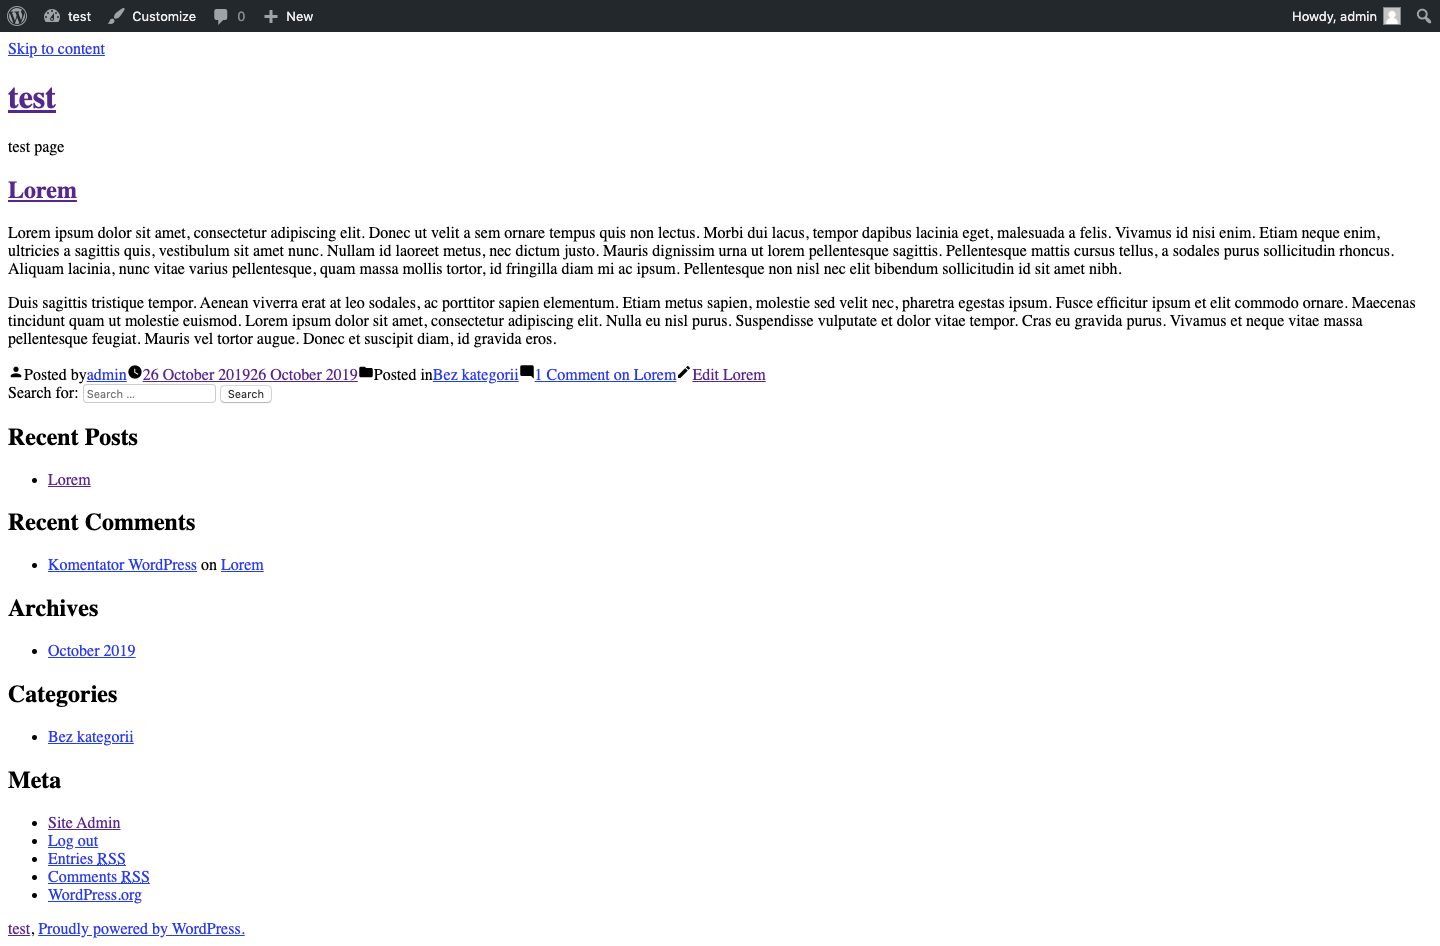 test Customize 0 New Howdy, admin
Skip to content
test
test page
Lorem
Lorem ipsum dolor sit amet, consectetur adipiscing elit. Donec ut velit a sem ornare tempus quis non lectus. Morbi dui lacus, tempor dapibus lacinia eget, malesuada a felis. Vivamus id nisi enim. Etiam neque enim,
ultricies a sagittis quis, vestibulum sit amet nunc. Nullam id laoreet metus, nec dictum justo. Mauris dignissim urna ut lorem pellentesque sagittis. Pellentesque mattis cursus tellus, a sodales purus sollicitudin rhoncus.
Aliquam lacinia, nunc vitae varius pellentesque, quam massa mollis tortor, id fringilla diam mi ac ipsum. Pellentesque non nisl nec elit bibendum sollicitudin id sit amet nibh.
Duis sagittis tristique tempor. Aenean viverra erat at leo sodales, ac porttitor sapien elementum. Etiam metus sapien, molestie sed velit nec, pharetra egestas ipsum. Fusce efficitur ipsum et elit commodo ornare. Maecenas
tincidunt quam ut molestie euismod. Lorem ipsum dolor sit amet, consectetur adipiscing elit. Nulla eu nisl purus. Suspendisse vulputate et dolor vitae tempor. Cras eu gravida purus. Vivamus et neque vitae massa
pellentesque feugiat. Mauris vel tortor augue. Donec et suscipit diam, id gravida eros.
Posted byadmin26 October 201926 October 2019Posted inBez kategorii1 Comment on LoremEdit Lorem
Search for: Search ... Search
Recent Posts
Lorem
Recent Comments
Komentator WordPress on Lorem
Archives
October 2019
Categories
Bez kategorii
Meta
Site Admin
Log out
Entries RSS
Comments RSS
WordPress.org
test, Proudly powered by WordPress.